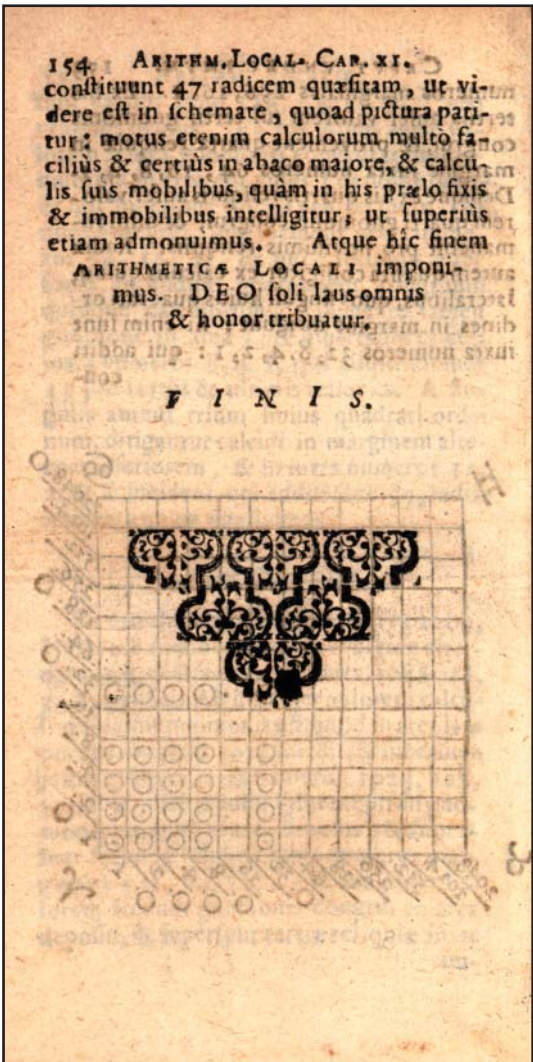 154 ARITHM. LOCAL. CAP. XI.
conſtituunt 47 radicem quæſitam, ut vi-
dere eſt in ſchemate, quoad pictura pati-
tur: motus etenim calculorum multò fa-
ciliùs & certiùs in abaco maiore, & calcu-
lis ſuis mobilibus, quàm in his prælo fixis
& immobilibus intelligitur; ut ſuperiùs
etiam admonuimus. Atque hîc finem
ARITHMETICÆ LOCALI imponi-
mus. DEO ſoli laus omnis
& honor tribuatur.
FINIS.